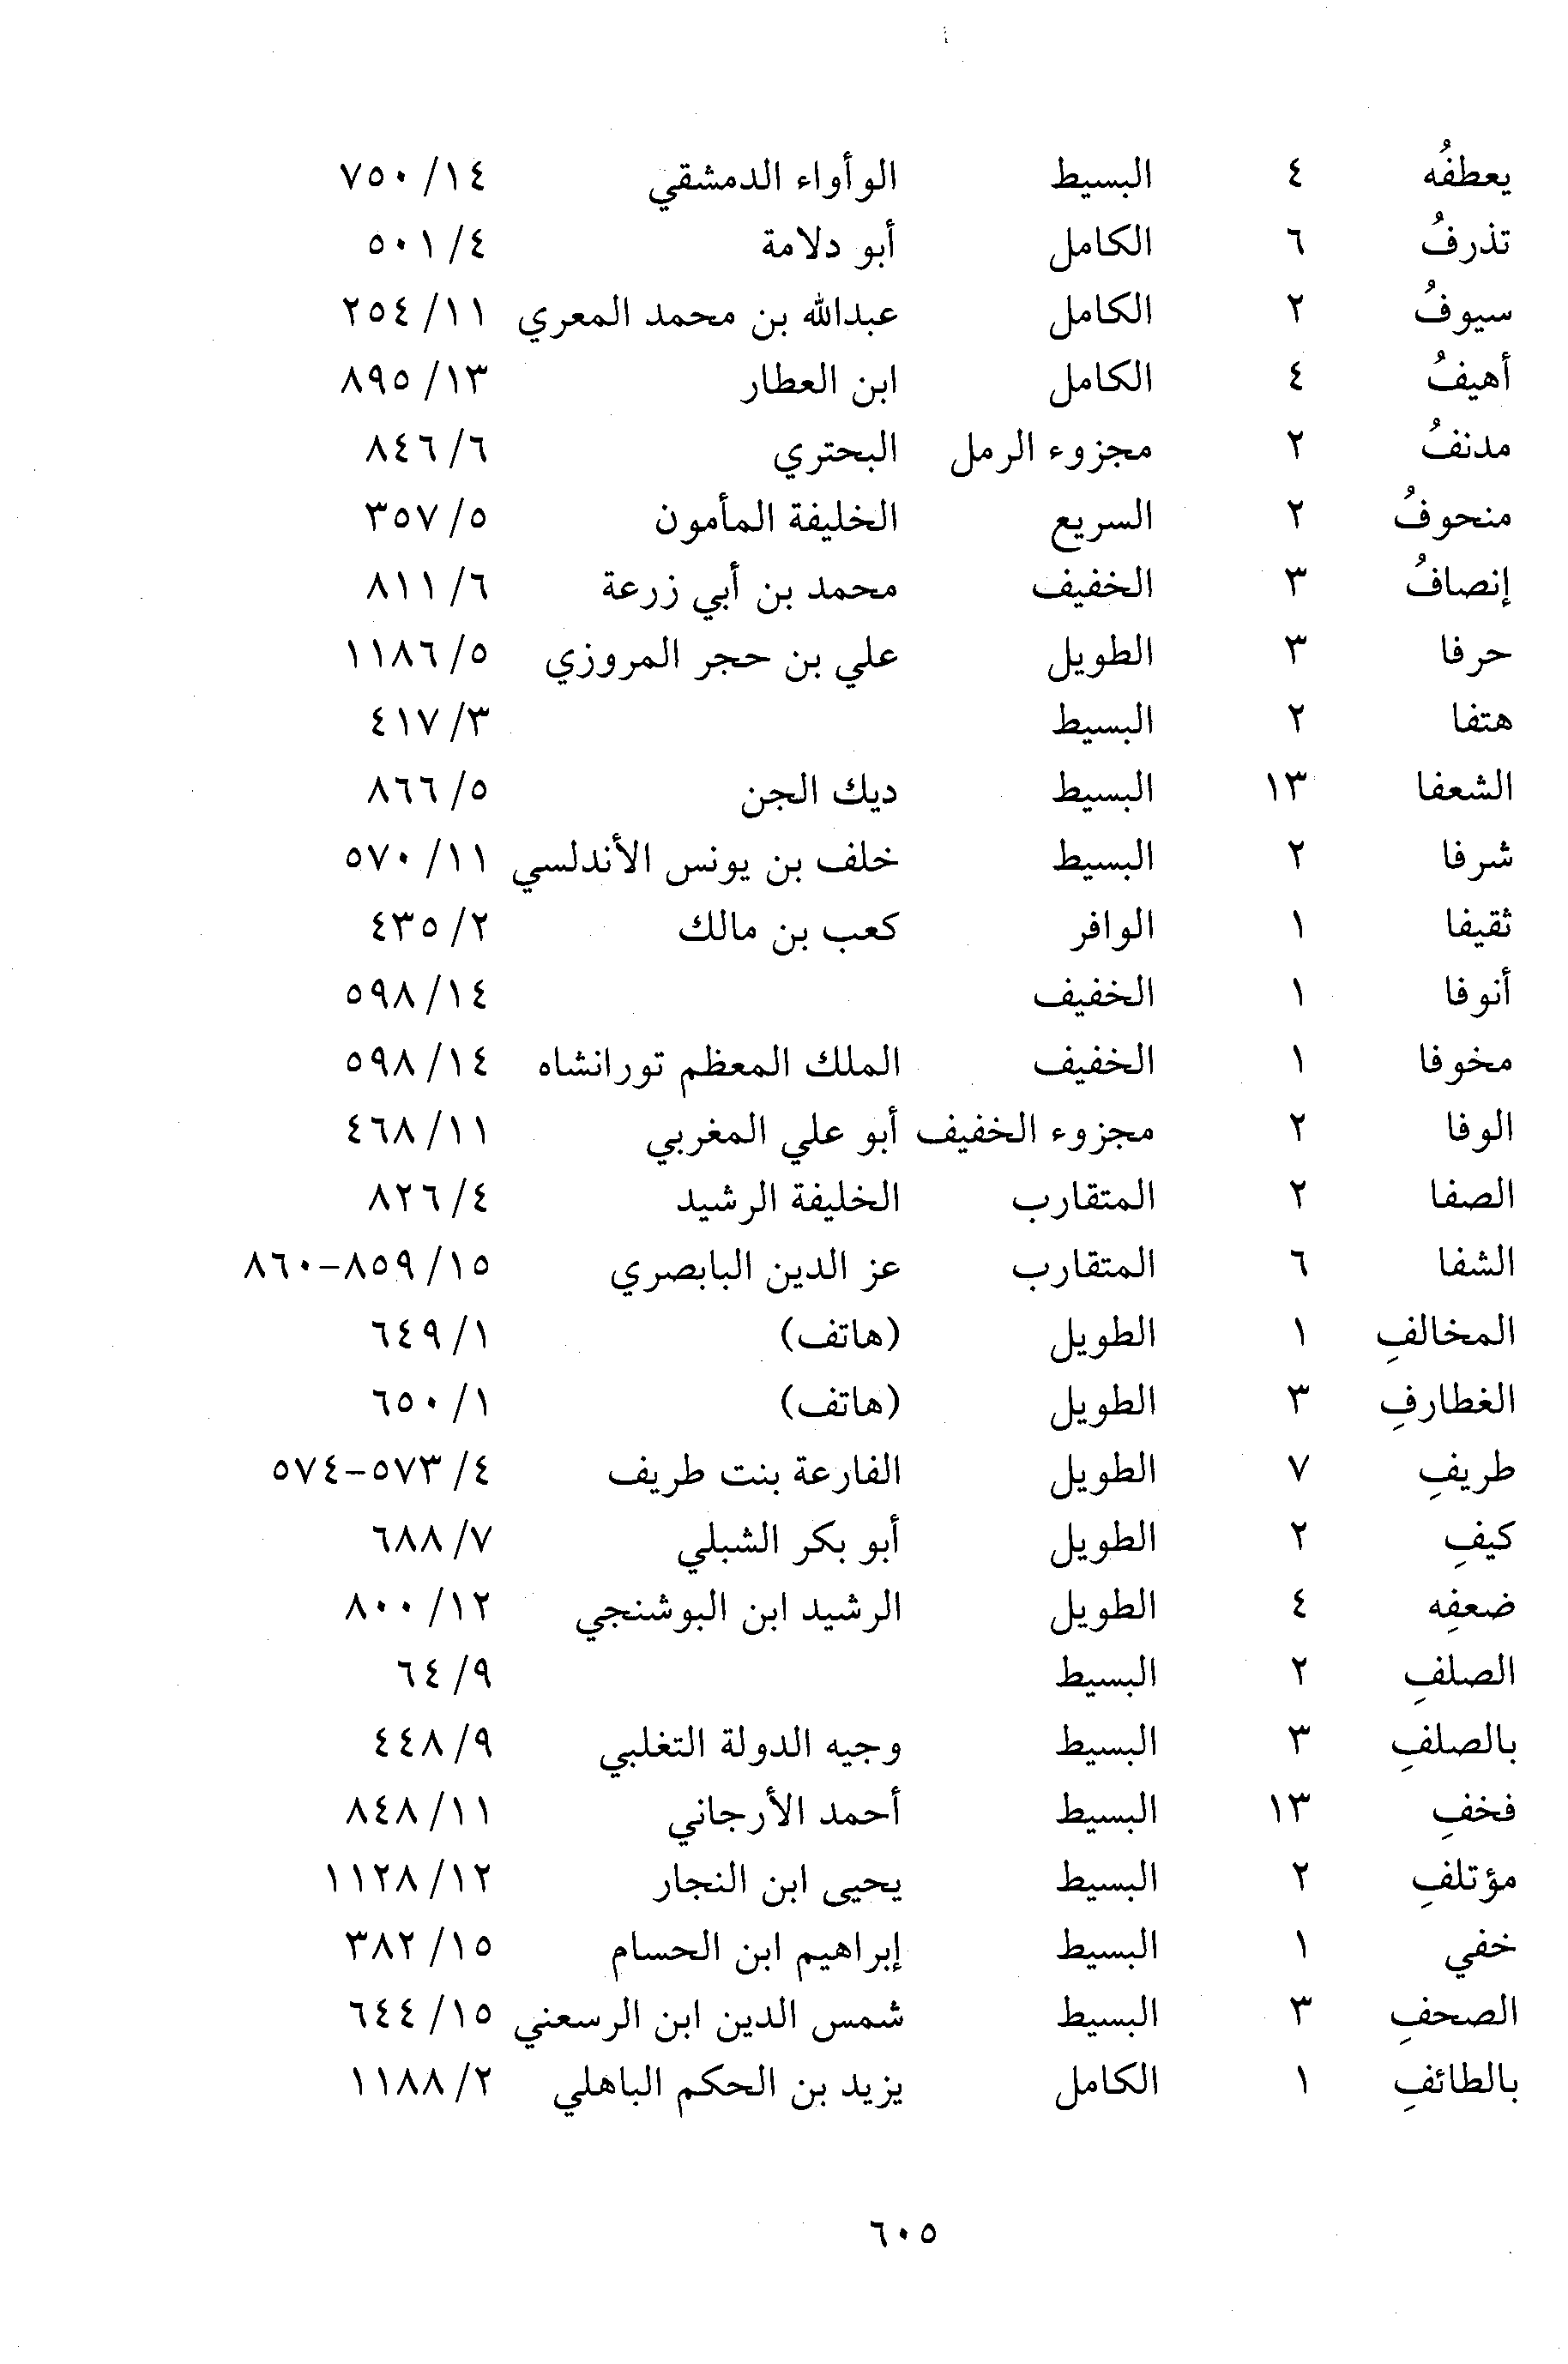 يعطفُه ٤ البسيط الوأواء الدمشقي ١٤/ ٧٥٠
تذرفُ ٦ الكامل أبو دلامة ٤/ ٥٠١
سيوفُ ٢ الكامل عبدالله بن محمد المعري ١١/ ٢٥٤
أهيفُ ٤ الكامل ابن العطار ١٣/ ٨٩٥
مدنفُ ٢ مجزوء الرمل البحتري ٦/ ٨٤٦
منحوفُ ٢ السريع الخليفة المأمون ٥/ ٣٥٧
إنصافُ ٣ الخفيف محمد بن أبي زرعة ٦/ ٨١١
حرفا ٣ الطويل علي بن حجر المروزي ٥/ ١١٨٦
هتفا ٢ البسيط ٣/ ٤١٧
الشعفا ١٣ البسيط ديك الجن ٥/ ٨٦٦
شرفا ٢ البسيط خلف بن يونس الأندلسي ١١/ ٥٧٠
ثقيفا ١ الوافر كعب بن مالك ٢/ ٤٣٥
أنوفا ١ الخفيف ١٤/ ٥٩٨
مخوفا ١ الخفيف الملك المعظم تورانشاه ١٤/ ٥٩٨
الوفا ٢ مجزوء الخفيف أبو علي المغربي ١١/ ٤٦٨
الصفا ٢ المتقارب الخليفة الرشيد ٤/ ٨٢٦
الشفا ٦ المتقارب عز الدين البابصري ١٥/ ٨٥٩-٨٦٠
المخالفِ ١ الطويل (هاتف) ١/ ٦٤٩
الغطارفِ ٣ الطويل (هاتف) ١/ ٦٥٠
طريفِ ٧ الطويل الفارعة بنت طريف ٤/ ٥٧٣-٥٧٤
كيفِ ٢ الطويل أبو بكر الشبلي ٧/ ٦٨٨
ضعفِه ٤ الطويل الرشيد ابن البوشنجي ١٢/ ٨٠٠
الصلفِ ٢ البسيط ٩/ ٦٤
بالصلفِ ٣ البسيط وجيه الدولة التغلبي ٩/ ٤٤٨
فخفِ ١٣ البسيط أحمد الأرجاني ١١/ ٨٤٨
مؤتلفِ ٢ البسيط يحيى ابن النجار ١٢/ ١١٢٨
خفي ١ البسيط إبراهيم ابن الحسام ١٥/ ٣٨٢
الصحفِ ٣ البسيط شمس الدين ابن الرسعني ١٥/ ٦٤٤
بالطائفِ ١ الكامل يزيد بن الحكم الباهلي ٢/ ١١٨٨
٦٠٥